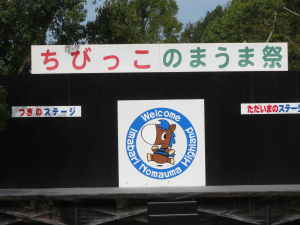 ちびっこのまうま祭
つぎのステージ
ただいまのステージ
Welcome
Imabari Nomauma Highland